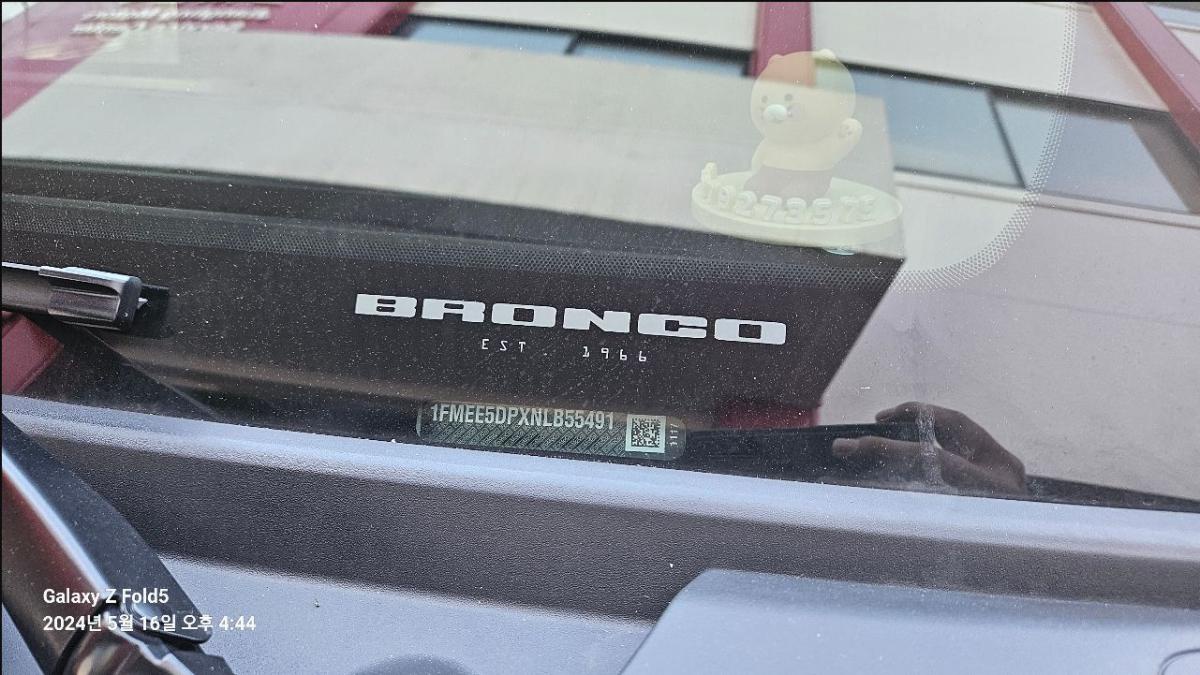 BRONCO
EST. 1966
1FMEE5DPXNLB55491
1117
Galaxy Z Fold5
2024년 5월 16일 오후 4:44